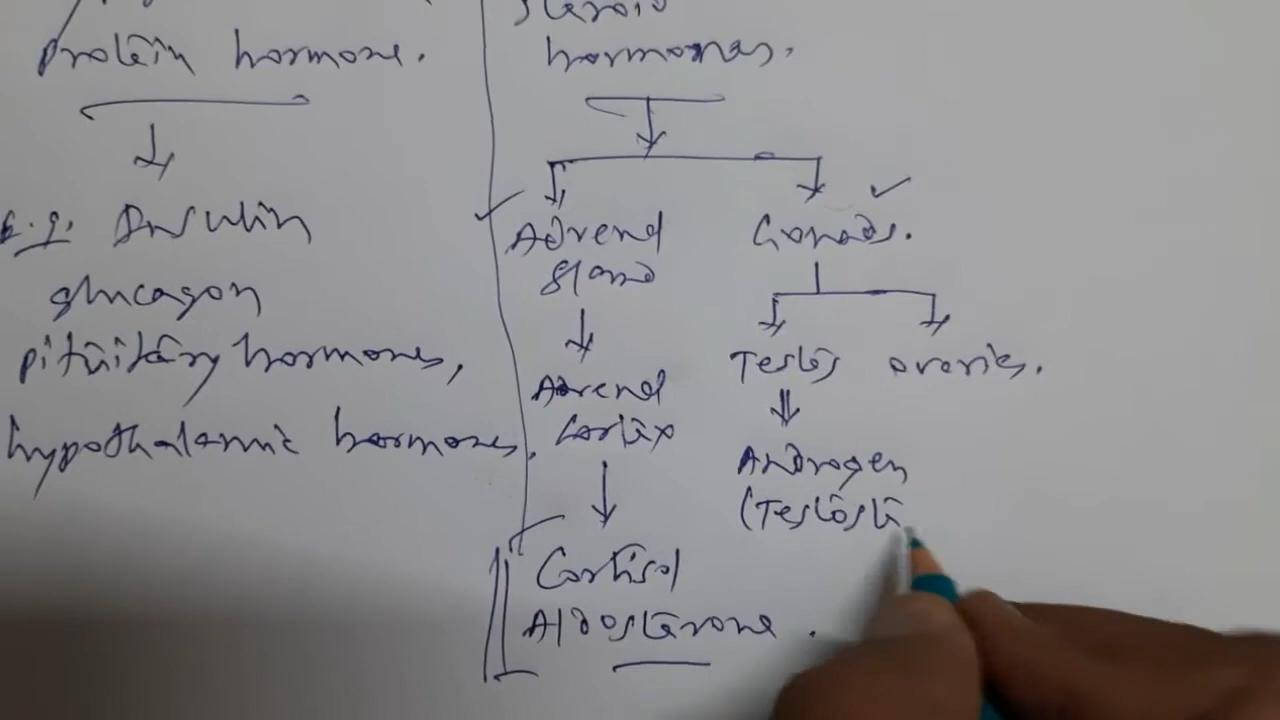 Protein hormone.
E.g. Insulin
glucagon
pituitary hormones,
hypothalamic hormones.
steroid
hormones.
Adrenal
gland
Adrenal
Cortex
Cortisol
Aldosterone.
Gonads.
Testis ovaries.
Androgen
(Testoste